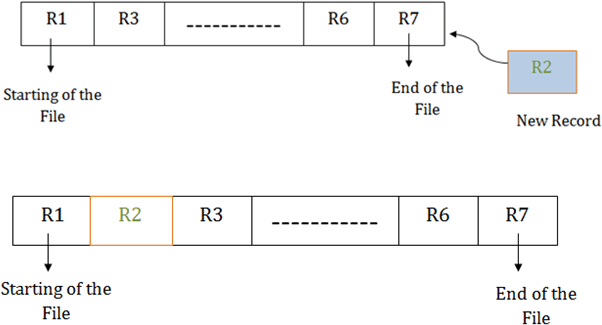 R1 R3 ----------- R6 R7
R2
Starting of the
File
End of the
File
New Record
R1 R2 R3 ----------- R6 R7
Starting of the
File
End of the
File